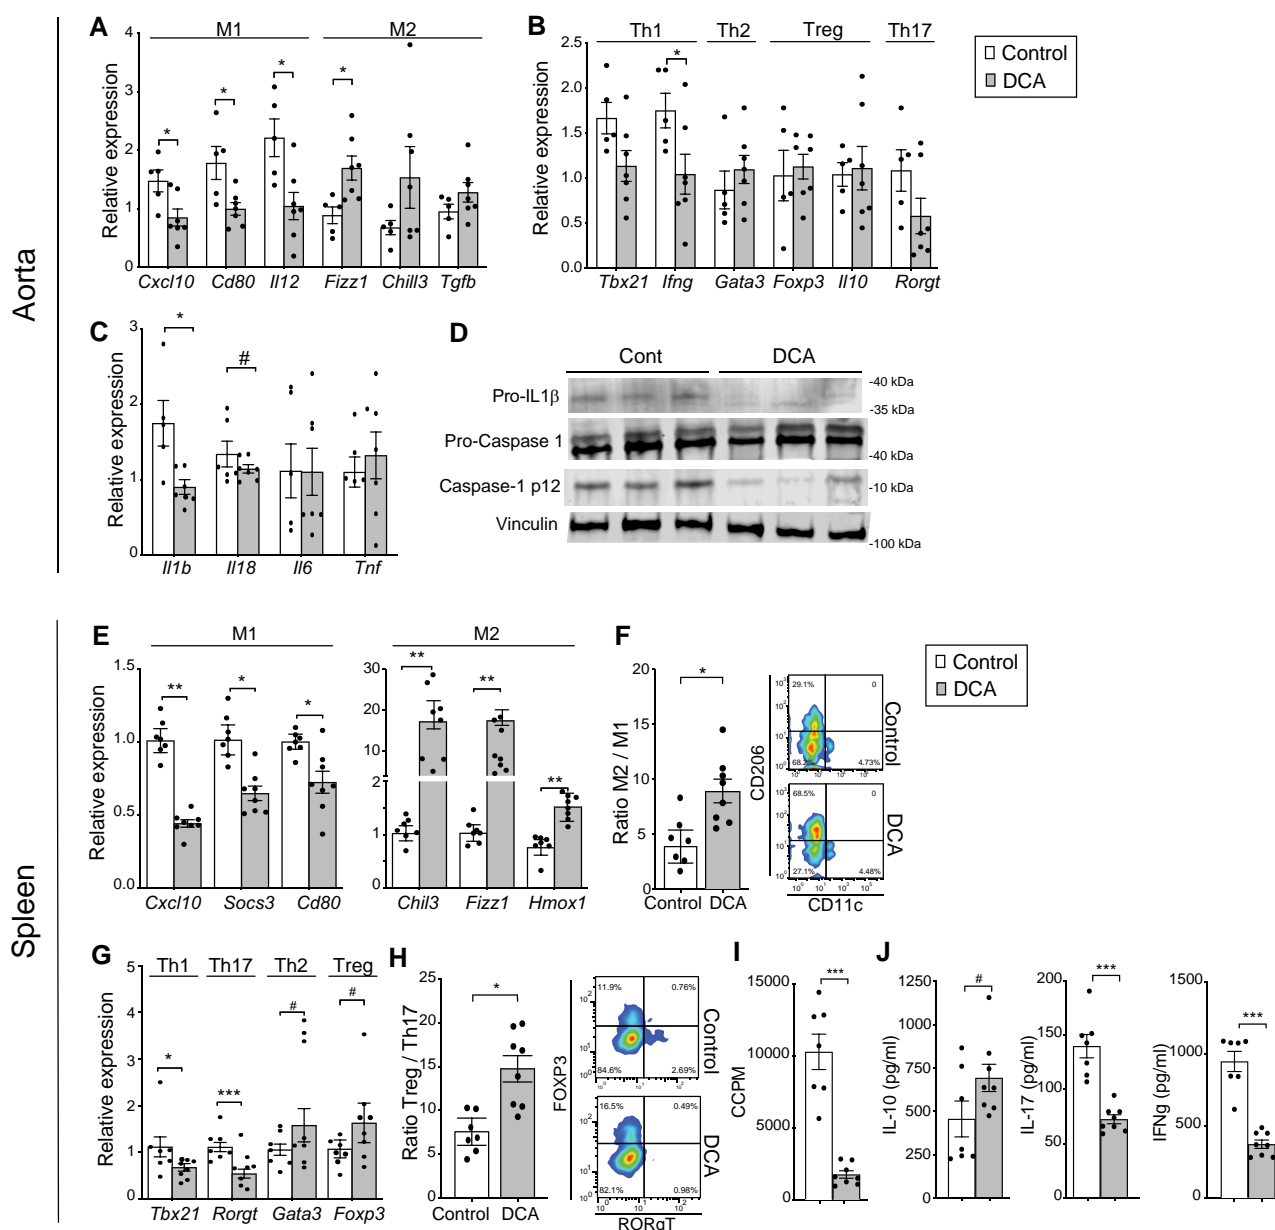 Aorta
A
M1
M2
*
*
*
*
Relative expression
4
3
2
1
0
Cxcl10
Cd80
Il12
Fizz1
Chill3
Tgfb
B
Th1
Th2
Treg
Th17
*
Relative expression
2.5
2.0
1.5
1.0
0.5
0.0
Tbx21
Ifng
Gata3
Foxp3
Il10
Rorgt
Control
DCA
C
*
#
Relative expression
3
2
1
0
Il1b
Il18
Il6
Tnf
D
Cont
DCA
Pro-IL1β
-40 kDa
-35 kDa
Pro-Caspase 1
-40 kDa
Caspase-1 p12
-10 kDa
Vinculin
-100 kDa
Spleen
E
M1
M2
**
*
*
Relative expression
1.5
1.0
0.5
0.0
Cxcl10
Socs3
Cd80
**
**
**
30
20
10
2
1
0
Chil3
Fizz1
Hmox1
F
*
Ratio M2 / M1
20
15
10
5
0
Control
DCA
Control
DCA
29.1%
0
68.2%
4.73%
Control
68.5%
0
27.1%
4.48%
DCA
CD206
CD11c
G
Th1
Th17
Th2
Treg
*
***
#
#
Relative expression
5
4
3
2
1
0
Tbx21
Rorgt
Gata3
Foxp3
H
*
Ratio Treg / Th17
25
20
15
10
5
0
Control
DCA
11.9%
0.76%
84.6%
2.69%
Control
16.5%
0.49%
82.1%
0.98%
DCA
FOXP3
RORgT
I
***
CCPM
15000
10000
5000
0
J
#
IL-10 (pg/ml)
1250
1000
750
500
250
0
***
IL-17 (pg/ml)
200
150
100
50
0
***
IFNg (pg/ml)
1500
1000
500
0